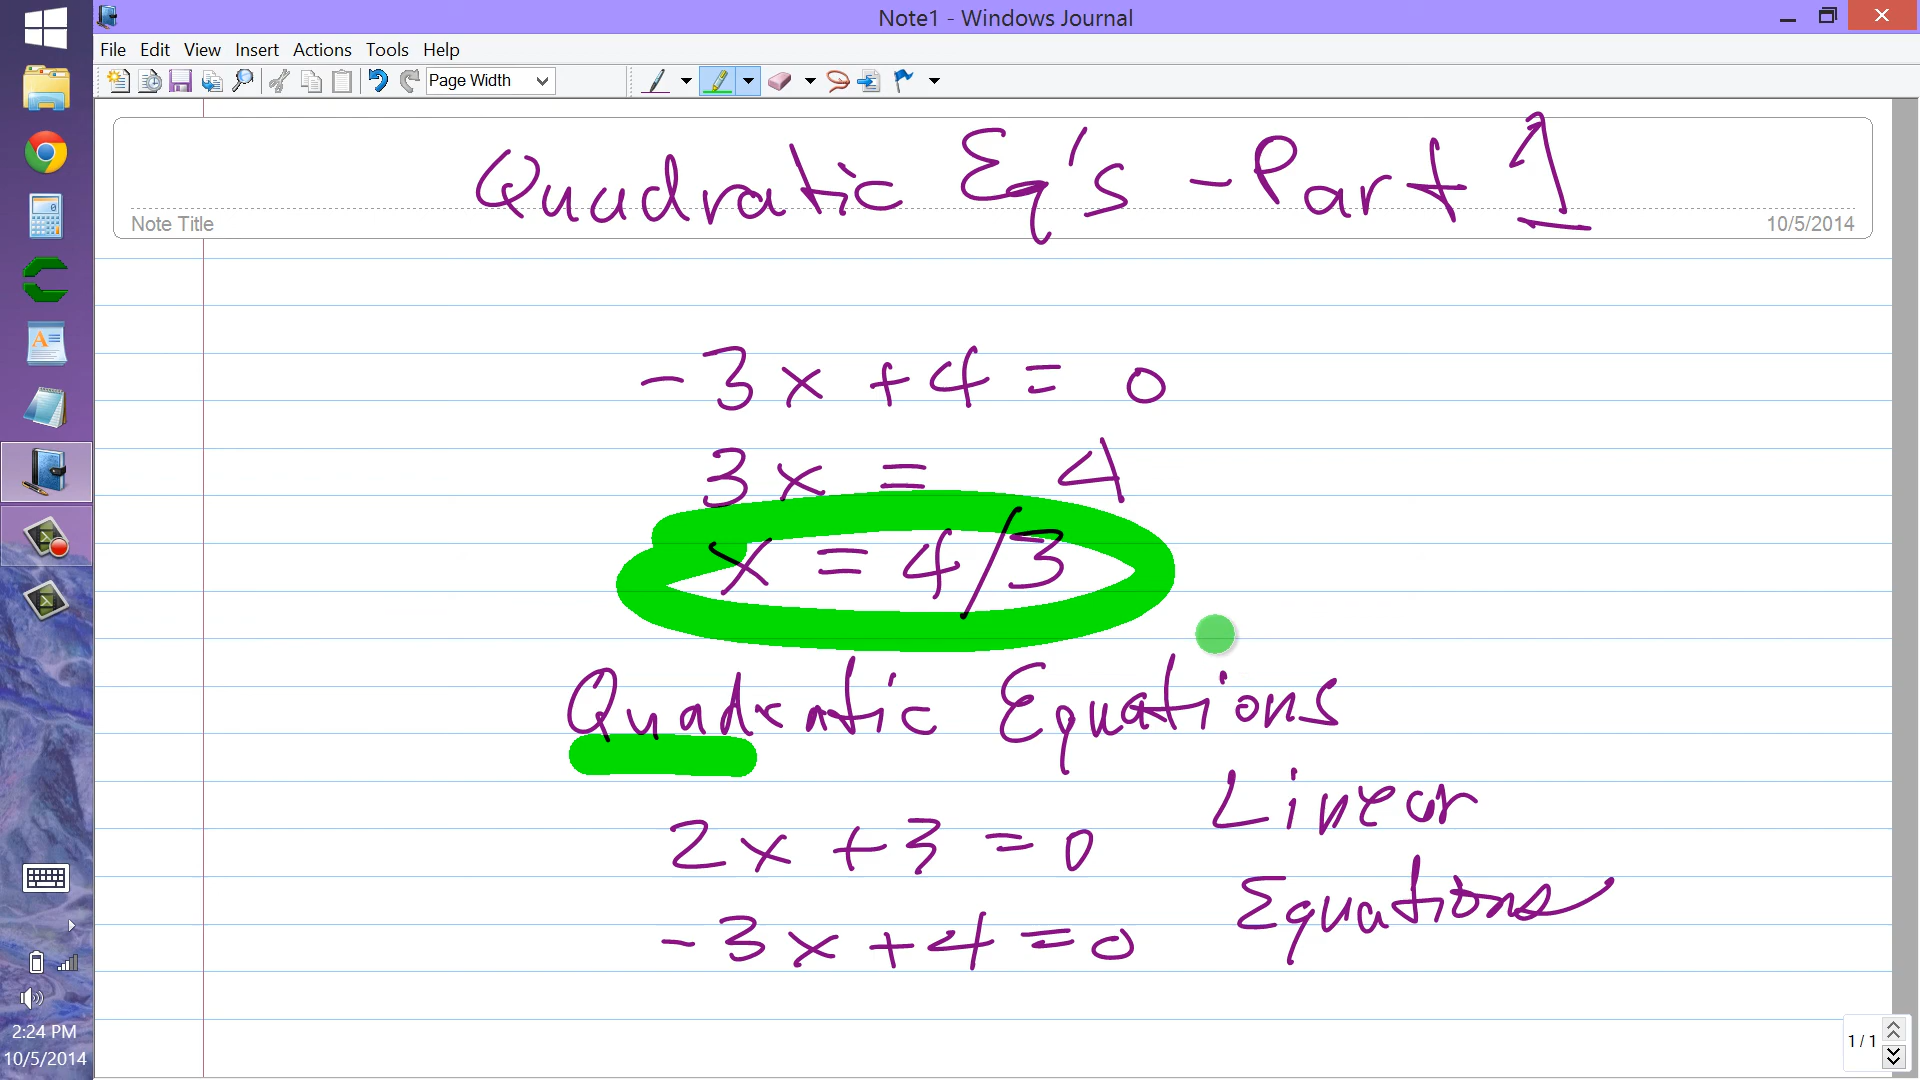 Note1 - Windows Journal
File Edit View Insert Actions Tools Help
Page Width
Quadratic Eq's - Part 1
Note Title
10/5/2014
-3x + 4 = 0
3x = 4
x = 4/3
Quadratic Equations
Linear
2x + 3 = 0
Equations
-3x + 4 = 0
2:24 PM
10/5/2014
1 / 1